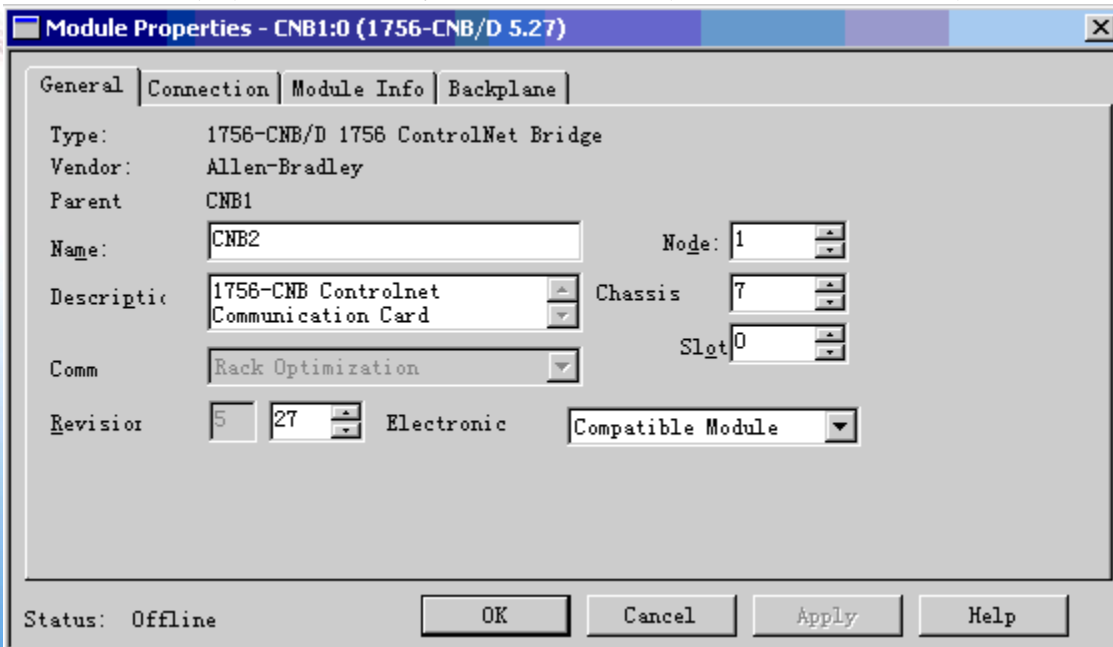 Module Properties - CNB1:0 (1756-CNB/D 5.27)
General Connection Module Info Backplane
Type: 1756-CNB/D 1756 ControlNet Bridge
Vendor: Allen-Bradley
Parent CNB1
Name: CNB2 Node: 1
Descriptic 1756-CNB Controlnet Chassis 7
Communication Card
Slot 0
Comm Rack Optimization
Revisior 5 27 Electronic Compatible Module
Status: Offline OK Cancel Apply Help